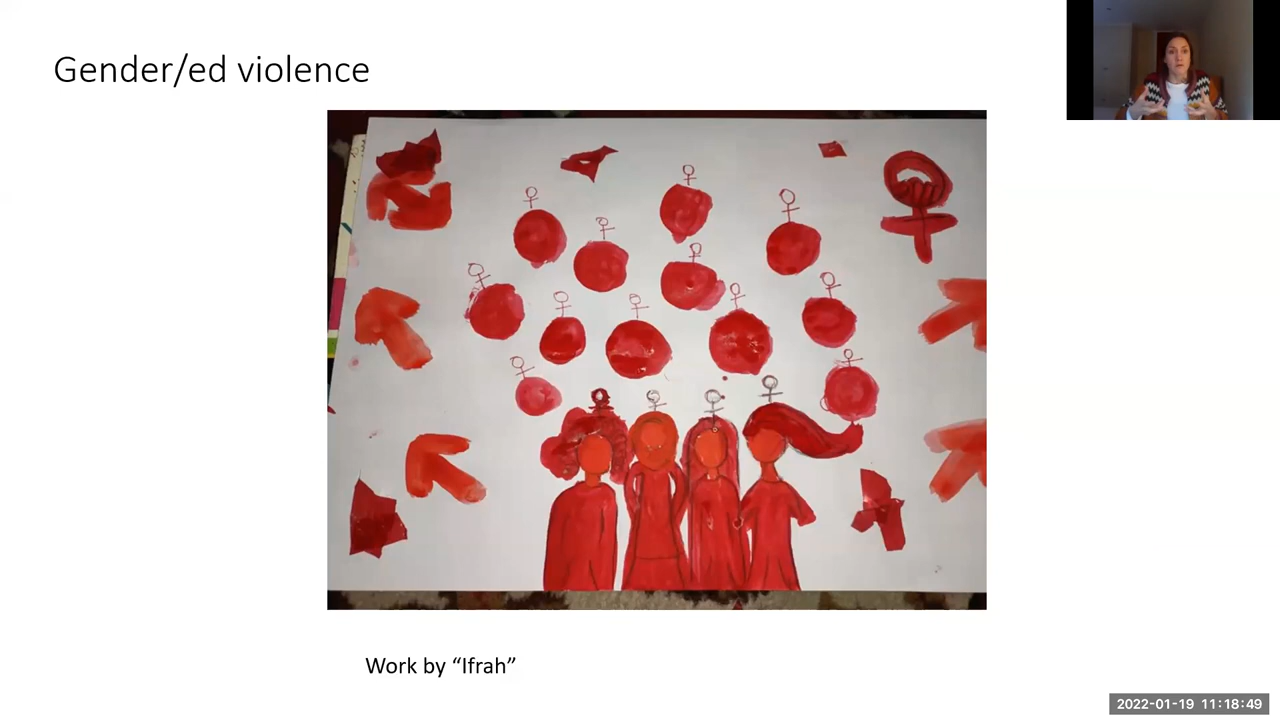 Gender/ed violence
Work by “Ifrah”
2022-01-19 11:18:49